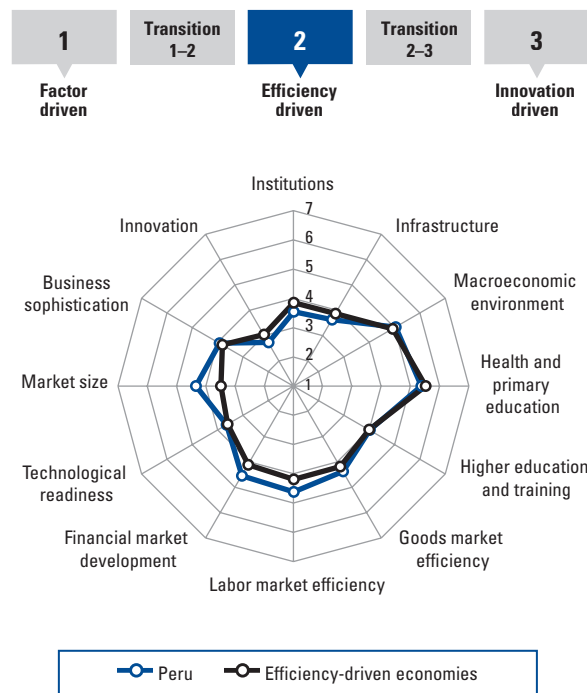 1
Transition
1–2
2
Transition
2–3
3
Factor
driven
Efficiency
driven
Innovation
driven
Institutions
7
6
5
4
3
2
1
Infrastructure
Macroeconomic
environment
Health and
primary
education
Higher education
and training
Goods market
efficiency
Labor market efficiency
Financial market
development
Technological
readiness
Market size
Business
sophistication
Innovation
Peru
Efficiency-driven economies